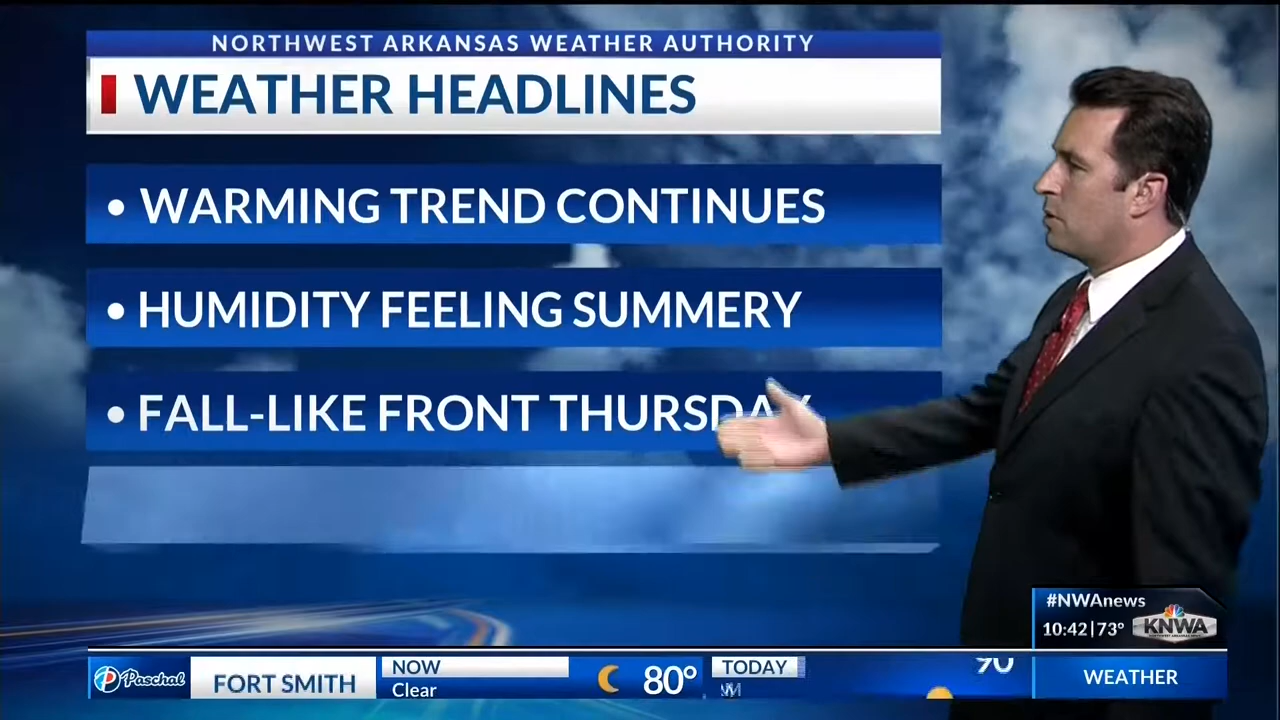 NORTHWEST ARKANSAS WEATHER AUTHORITY
WEATHER HEADLINES
• WARMING TREND CONTINUES
• HUMIDITY FEELING SUMMERY
• FALL-LIKE FRONT THURSDAY
#NWAnews
10:42|73°
KNWA
Paschal
FORT SMITH
NOW
Clear
80°
TODAY
90
WEATHER